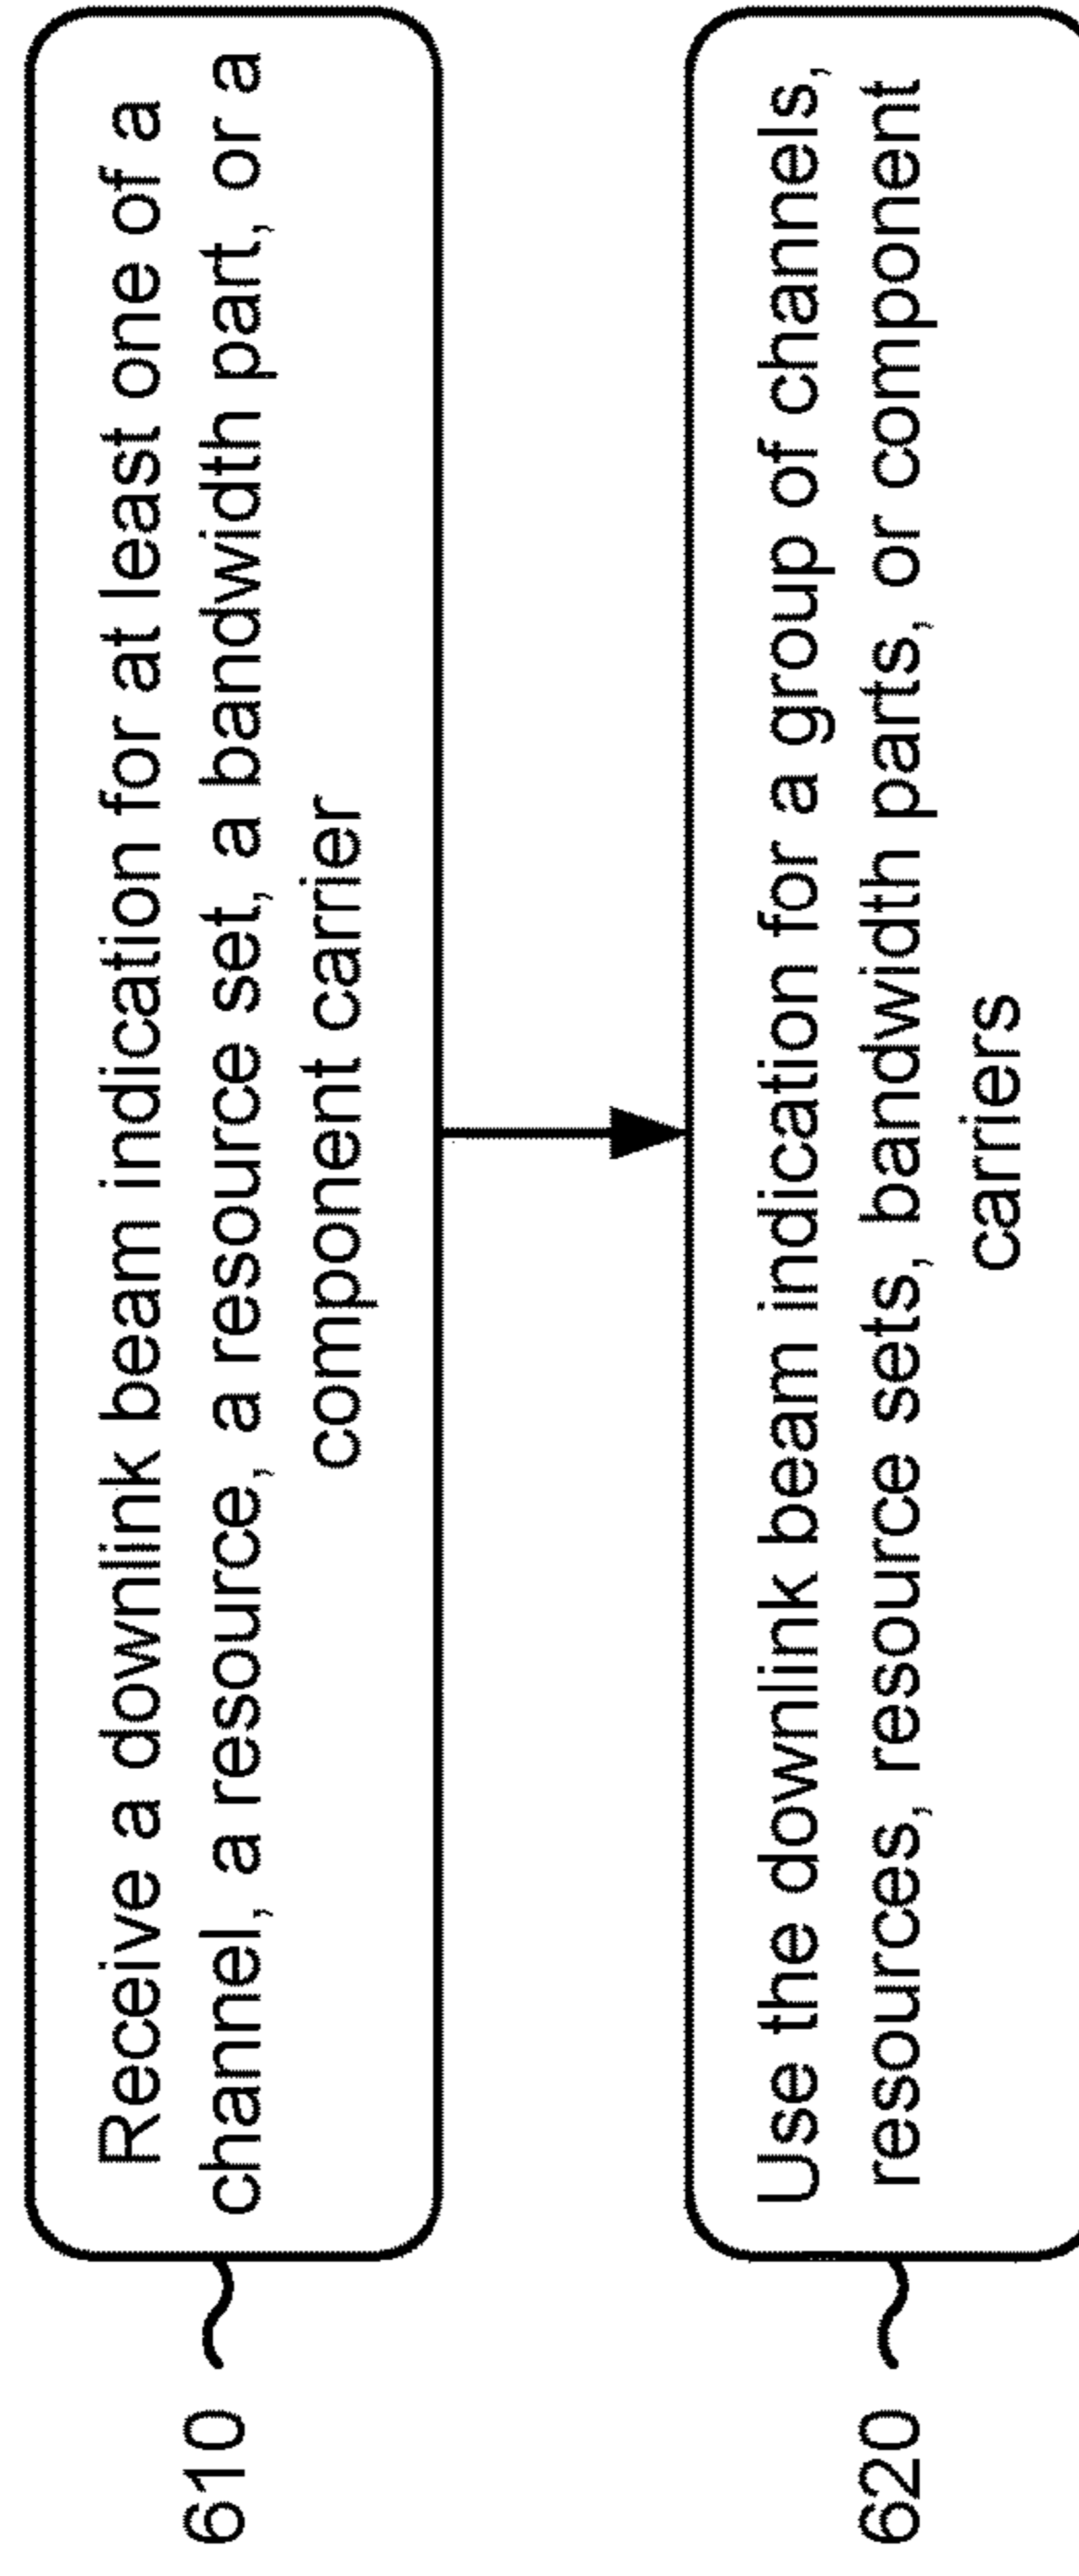 610
Receive a downlink beam indication for at least one of a
channel, a resource, a resource set, a bandwidth part, or a
component carrier
620
Use the downlink beam indication for a group of channels,
resources, resource sets, bandwidth parts, or component
carriers